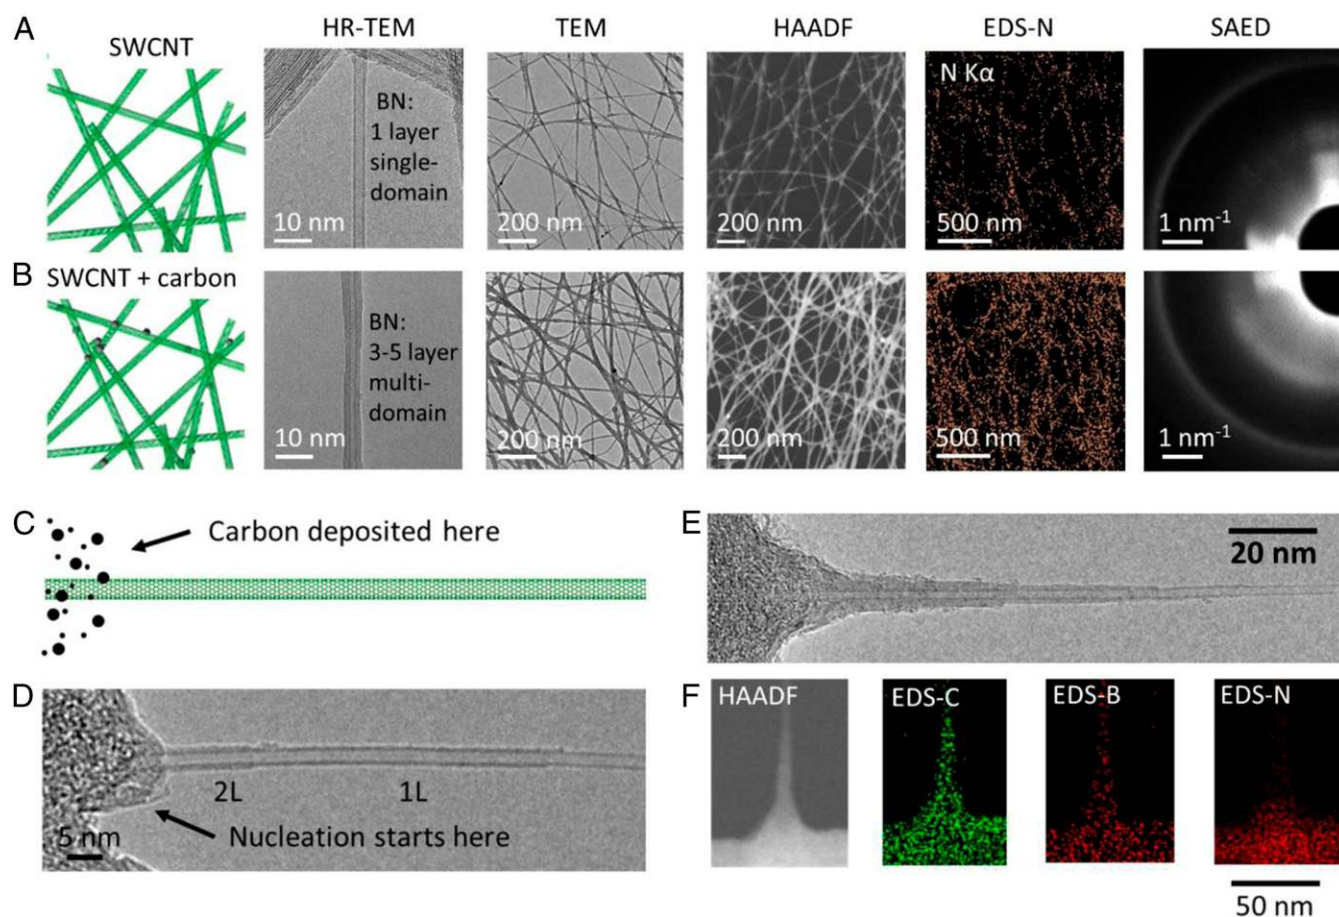 A
SWCNT
HR-TEM
TEM
HAADF
EDS-N
SAED
BN:
1 layer
single-
domain
10 nm
200 nm
200 nm
N Kα
500 nm
1 nm⁻¹
B
SWCNT + carbon
BN:
3-5 layer
multi-
domain
10 nm
200 nm
200 nm
500 nm
1 nm⁻¹
C
Carbon deposited here
D
2L
1L
Nucleation starts here
5 nm
E
20 nm
F
HAADF
EDS-C
EDS-B
EDS-N
50 nm